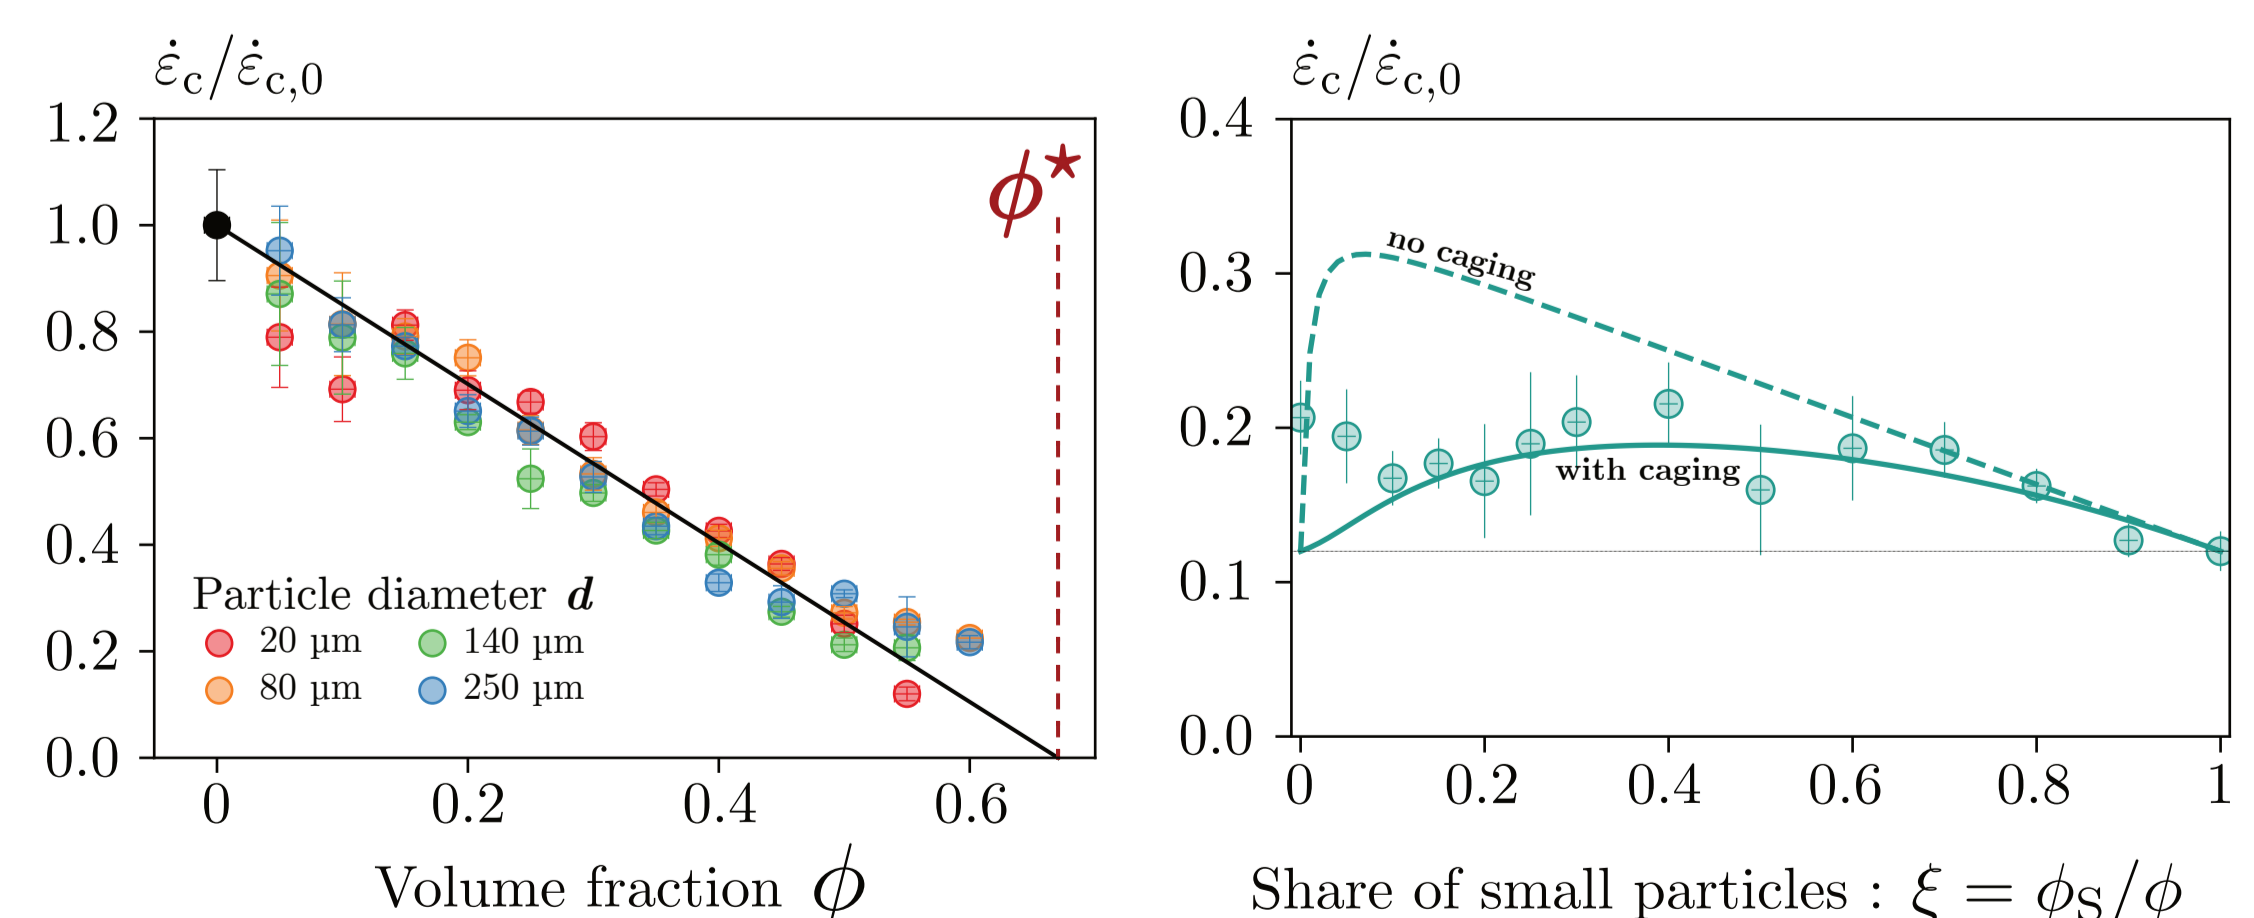 ε̇c/ε̇c,0
1.2
1.0
0.8
0.6
0.4
0.2
0.0
ϕ★
Particle diameter d
20 µm
140 µm
80 µm
250 µm
0
0.2
0.4
0.6
Volume fraction ϕ
ε̇c/ε̇c,0
0.4
0.3
0.2
0.1
0.0
no caging
with caging
0
0.2
0.4
0.6
0.8
1
Share of small particles : ξ = ϕS/ϕ